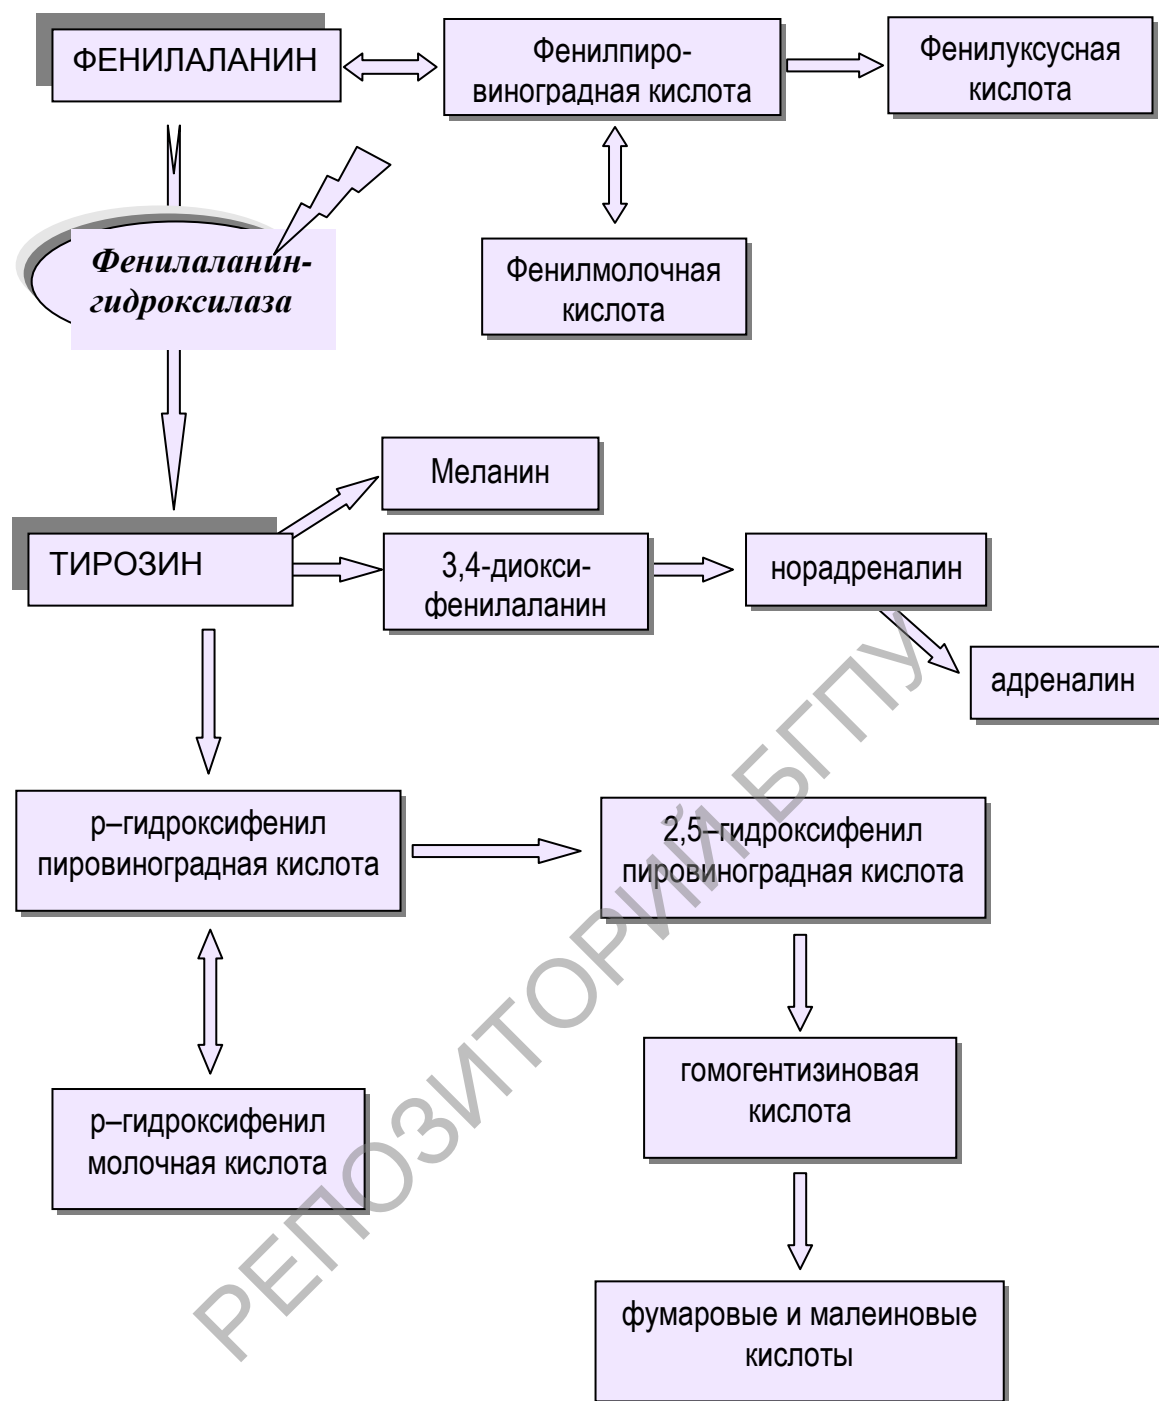 ФЕНИЛАЛАНИН
Фенилпиро-
виноградная кислота
Фенилуксусная
кислота
Фенилаланин-
гидроксилаза
Фенилмолочная
кислота
Меланин
ТИРОЗИН
3,4-диокси-
фенилаланин
норадреналин
адреналин
р–гидроксифенил
пировиноградная кислота
2,5–гидроксифенил
пировиноградная кислота
р–гидроксифенил
молочная кислота
гомогентизиновая
кислота
фумаровые и малеиновые
кислоты
РЕПОЗИТОРИЙ БГПУ